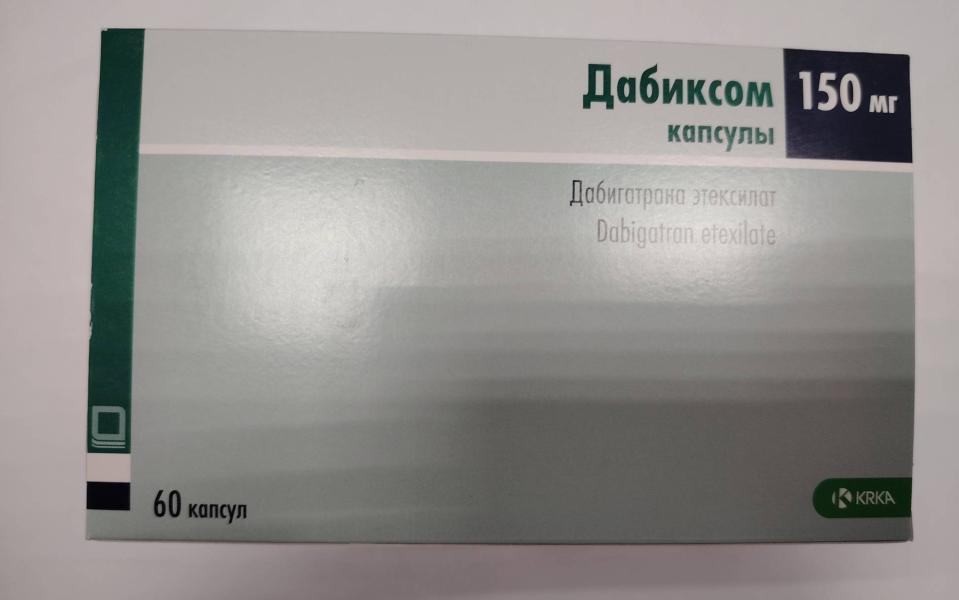 Дабиксом
150 мг
капсулы
Дабигатрана этексилат
Dabigatran etexilate
60 капсул
KRKA